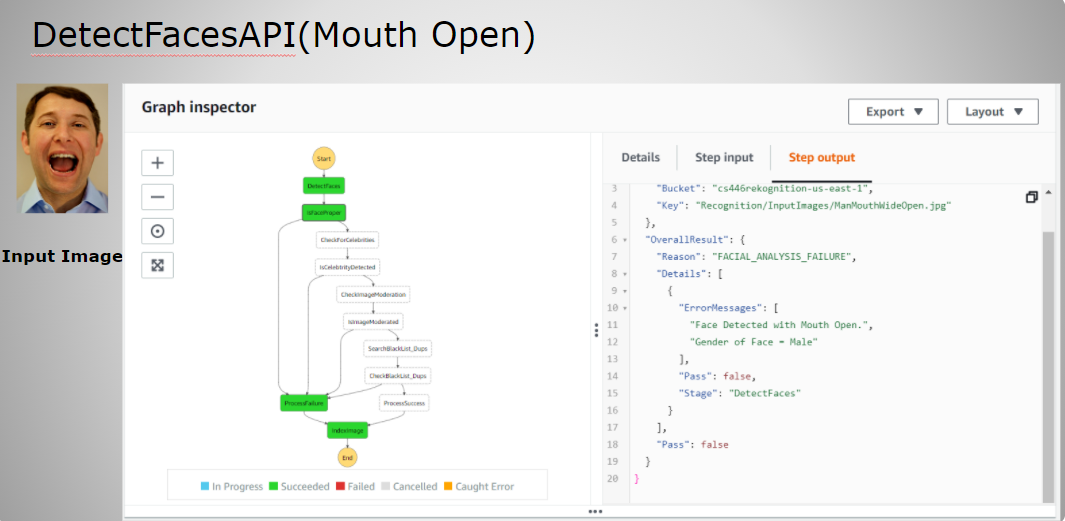 DetectFacesAPI(Mouth Open)
Input Image
Graph inspector
Export
Layout
Start
DetectFaces
IsFaceProper
CheckForCelebrities
IsCelebtrityDetected
CheckImageModeration
IsImageModerated
SearchBlackList_Dups
CheckBlackList_Dups
ProcessFailure
ProcessSuccess
IndexImage
End
In Progress Succeeded Failed Cancelled Caught Error
Details Step input Step output
3 "Bucket": "cs446rekognition-us-east-1",
4 "Key": "Recognition/InputImages/ManMouthWideOpen.jpg"
5 },
6 "OverallResult": {
7 "Reason": "FACIAL_ANALYSIS_FAILURE",
8 "Details": [
9 {
10 "ErrorMessages": [
11 "Face Detected with Mouth Open.",
12 "Gender of Face = Male"
13 ],
14 "Pass": false,
15 "Stage": "DetectFaces"
16 }
17 ],
18 "Pass": false
19 }
20 }